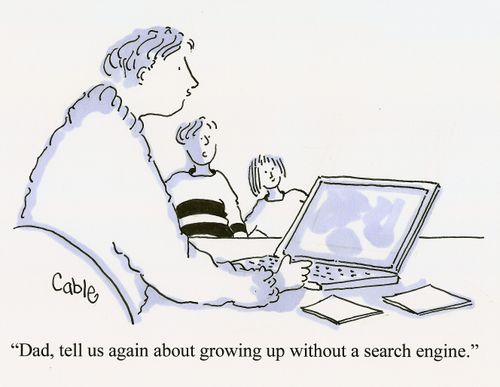 Cable
“Dad, tell us again about growing up without a search engine.”